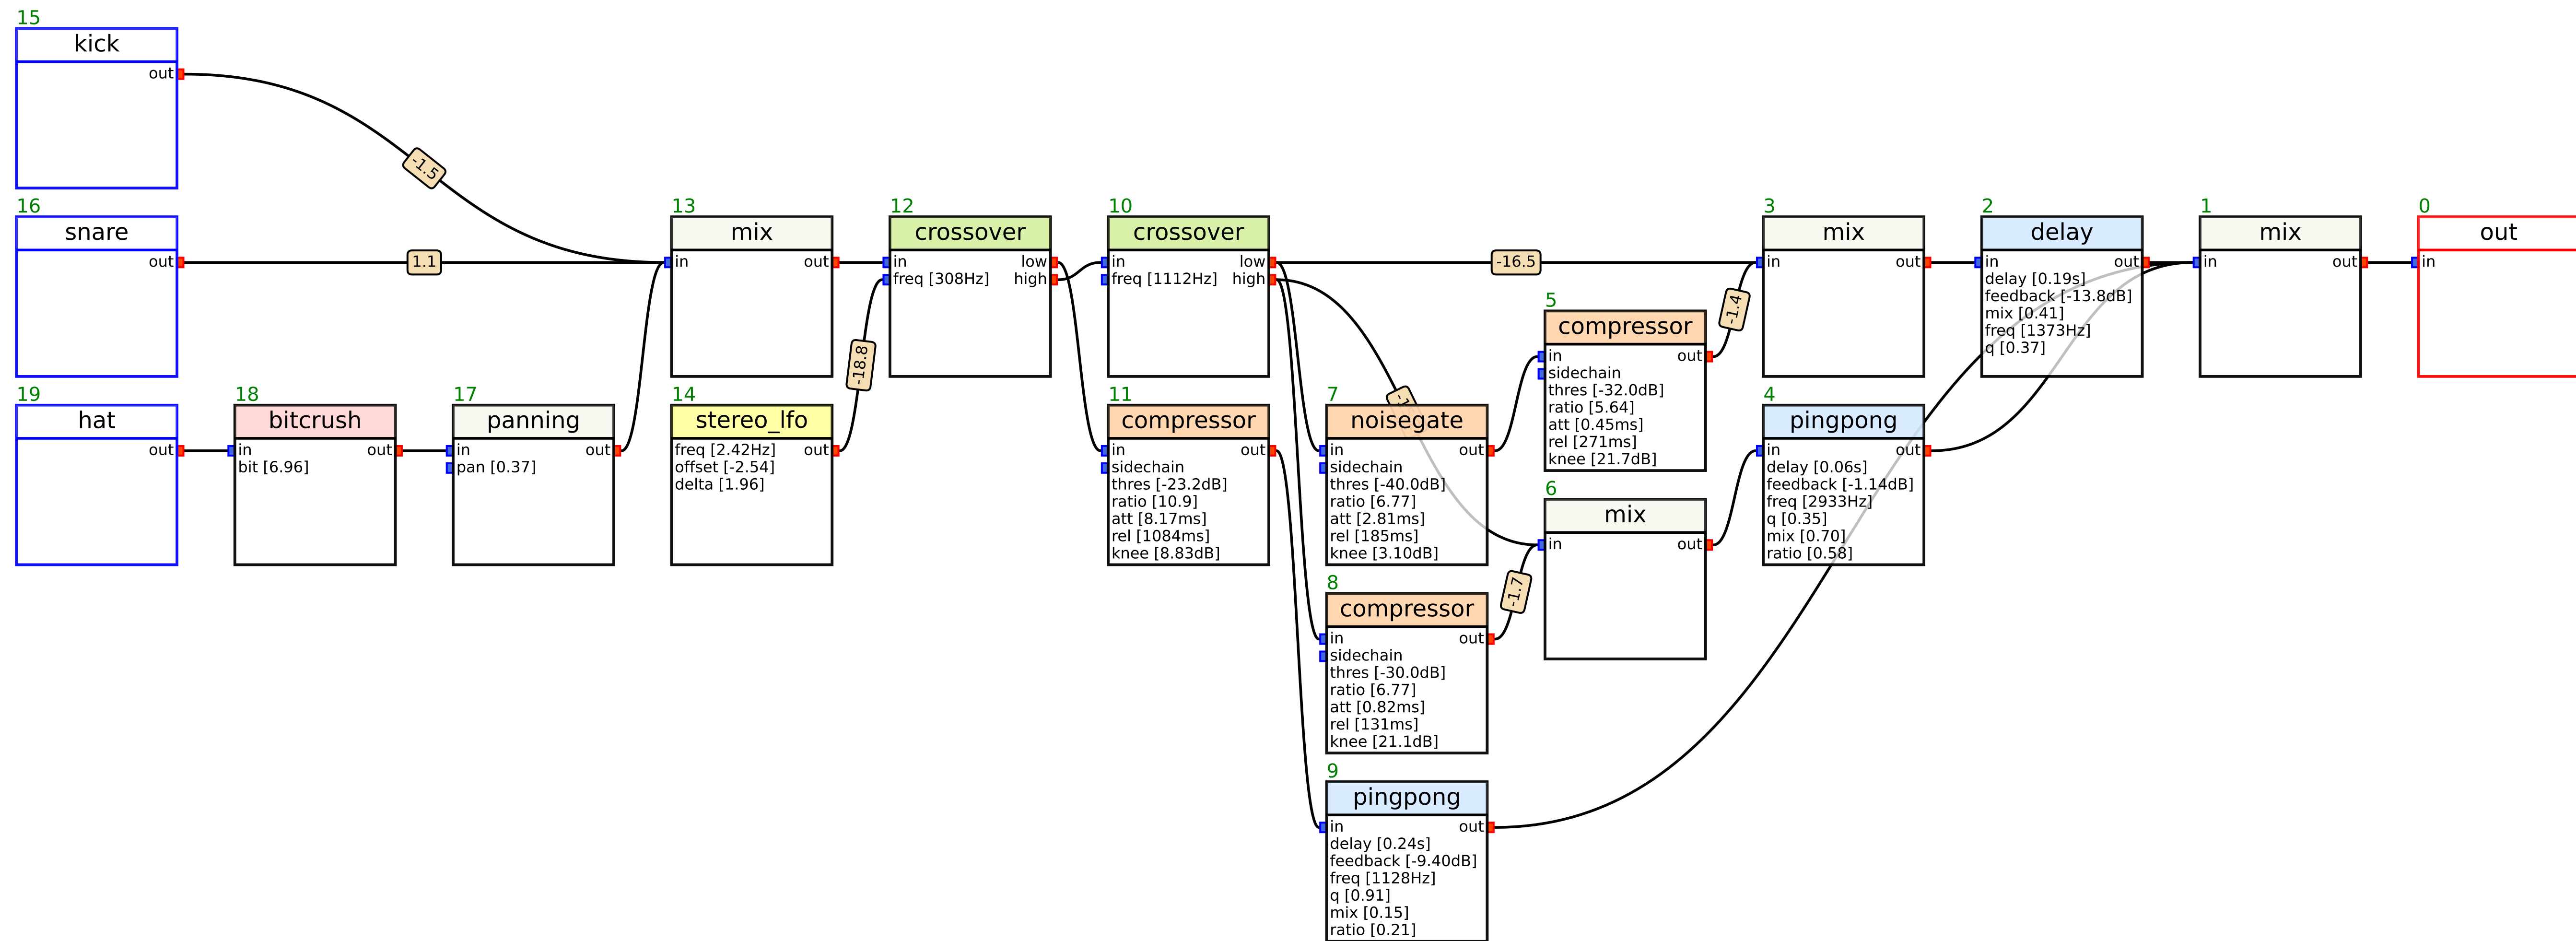 15
kick
out
-1.5
16
snare
out
1.1
19
hat
out
18
bitcrush
in out
bit [6.96]
17
panning
in out
pan [0.37]
13
mix
in out
14
stereo_lfo
freq [2.42Hz] out
offset [-2.54]
delta [1.96]
-18.8
12
crossover
in low
freq [308Hz] high
10
crossover
in low
freq [1112Hz] high
11
compressor
in out
sidechain
thres [-23.2dB]
ratio [10.9]
att [8.17ms]
rel [1084ms]
knee [8.83dB]
-16.5
7
noisegate
in out
sidechain
thres [-40.0dB]
ratio [6.77]
att [2.81ms]
rel [185ms]
knee [3.10dB]
8
compressor
in out
sidechain
thres [-30.0dB]
ratio [6.77]
att [0.82ms]
rel [131ms]
knee [21.1dB]
9
pingpong
in out
delay [0.24s]
feedback [-9.40dB]
freq [1128Hz]
q [0.91]
mix [0.15]
ratio [0.21]
5
compressor
in out
sidechain
thres [-32.0dB]
ratio [5.64]
att [0.45ms]
rel [271ms]
knee [21.7dB]
-1.4
6
mix
in out
-1.7
3
mix
in out
4
pingpong
in out
delay [0.06s]
feedback [-1.14dB]
freq [2933Hz]
q [0.35]
mix [0.70]
ratio [0.58]
2
delay
in out
delay [0.19s]
feedback [-13.8dB]
mix [0.41]
freq [1373Hz]
q [0.37]
1
mix
in out
0
out
in